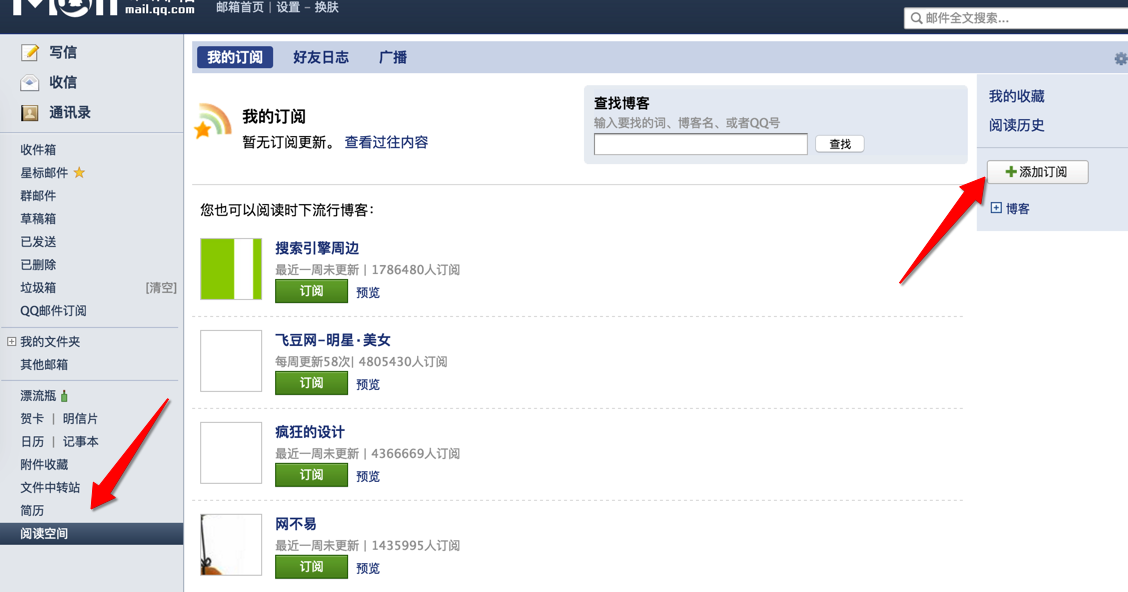 mail.qq.com
邮箱首页 | 设置 - 换肤
邮件全文搜索...
写信
收信
通讯录
收件箱
星标邮件
群邮件
草稿箱
已发送
已删除
垃圾箱 [清空]
QQ邮件订阅
我的文件夹
其他邮箱
漂流瓶
贺卡 | 明信片
日历 | 记事本
附件收藏
文件中转站
简历
阅读空间
我的订阅 好友日志 广播
我的订阅
暂无订阅更新。 查看过往内容
查找博客
输入要找的词、博客名、或者QQ号
查找
您也可以阅读时下流行博客:
搜索引擎周边
最近一周未更新 | 1786480人订阅
订阅 预览
飞豆网-明星·美女
每周更新58次| 4805430人订阅
订阅 预览
疯狂的设计
最近一周未更新 | 4366669人订阅
订阅 预览
网不易
最近一周未更新 | 1435995人订阅
订阅 预览
我的收藏
阅读历史
添加订阅
博客